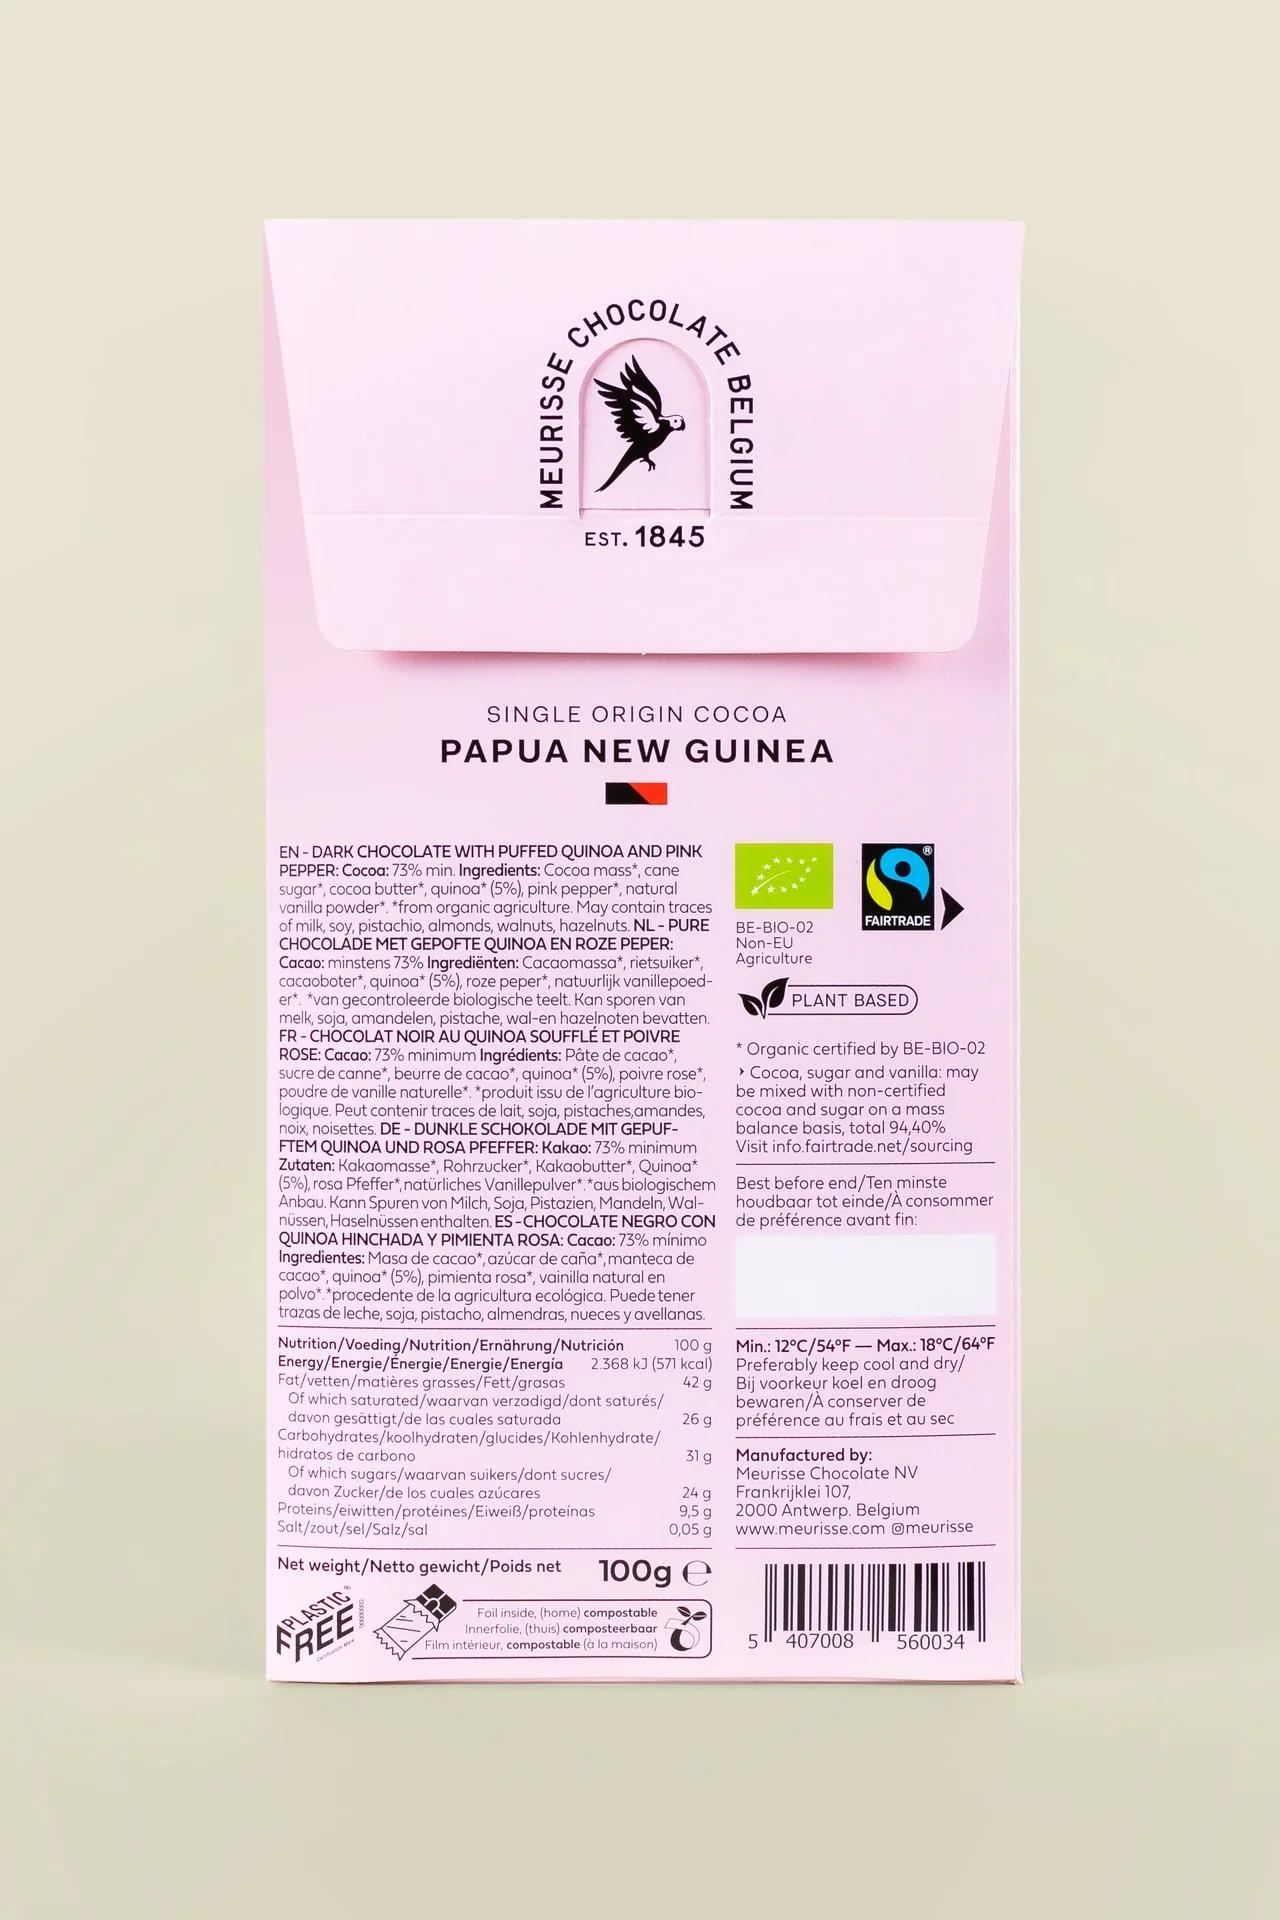 MEURISSE CHOCOLATE BELGIUM
EST. 1845
SINGLE ORIGIN COCOA
PAPUA NEW GUINEA
EN - DARK CHOCOLATE WITH PUFFED QUINOA AND PINK
PEPPER: Cocoa: 73% min. Ingredients: Cocoa mass*, cane
sugar*, cocoa butter*, quinoa* (5%), pink pepper*, natural
vanilla powder*. *from organic agriculture. May contain traces
of milk, soy, pistachio, almonds, walnuts, hazelnuts. NL - PURE
CHOCOLADE MET GEPOFTE QUINOA EN ROZE PEPER:
Cacao: minstens 73% Ingrediënten: Cacaomassa*, rietsuiker*,
cacaoboter*, quinoa* (5%), roze peper*, natuurlijk vanillepoed-
er*. *van gecontroleerde biologische teelt. Kan sporen van
melk, soja, amandelen, pistache, wal-en hazelnoten bevatten.
FR - CHOCOLAT NOIR AU QUINOA SOUFFLÉ ET POIVRE
ROSE: Cacao: 73% minimum Ingrédients: Pâte de cacao*,
sucre de canne*, beurre de cacao*, quinoa* (5%), poivre rose*,
poudre de vanille naturelle*. *produit issu de l'agriculture bio-
logique. Peut contenir traces de lait, soja, pistaches,amandes,
noix, noisettes. DE - DUNKLE SCHOKOLADE MIT GEPUF-
FTEM QUINOA UND ROSA PFEFFER: Kakao: 73% minimum
Zutaten: Kakaomasse*, Rohrzucker*, Kakaobutter*, Quinoa*
(5%), rosa Pfeffer*, natürliches Vanillepulver*.*aus biologischem
Anbau. Kann Spuren von Milch, Soja, Pistazien, Mandeln, Wal-
nüssen, Haselnüssen enthalten. ES - CHOCOLATE NEGRO CON
QUINOA HINCHADA Y PIMIENTA ROSA: Cacao: 73% mínimo
Ingredientes: Masa de cacao*, azúcar de caña*, manteca de
cacao*, quinoa* (5%), pimienta rosa*, vainilla natural en
polvo*.*procedente de la agricultura ecológica. Puede tener
trazas de leche, soja, pistacho, almendras, nueces y avellanas.
Nutrition/Voeding/Nutrition/Ernährung/Nutrición 100 g
Energy/Energie/Énergie/Energie/Energía 2.368 kJ (571 kcal)
Fat/vetten/matières grasses/Fett/grasas 42 g
Of which saturated/waarvan verzadigd/dont saturés/
davon gesättigt/de las cuales saturada 26 g
Carbohydrates/koolhydraten/glucides/Kohlenhydrate/
hidratos de carbono 31 g
Of which sugars/waarvan suikers/dont sucres/
davon Zucker/de los cuales azúcares 24 g
Proteins/eiwitten/protéines/Eiweiß/proteínas 9,5 g
Salt/zout/sel/Salz/sal 0,05 g
Net weight/Netto gewicht/Poids net 100g ℮
PLASTIC
FREE
Certification Mark
Foil inside, (home) compostable
Innerfolie, (thuis) composteerbaar
Film intérieur, compostable (à la maison)
FAIRTRADE
®
BE-BIO-02
Non-EU
Agriculture
PLANT BASED
* Organic certified by BE-BIO-02
Cocoa, sugar and vanilla: may
be mixed with non-certified
cocoa and sugar on a mass
balance basis, total 94,40%
Visit info.fairtrade.net/sourcing
Best before end/Ten minste
houdbaar tot einde/À consommer
de préférence avant fin:
Min.: 12°C/54°F — Max.: 18°C/64°F
Preferably keep cool and dry/
Bij voorkeur koel en droog
bewaren/À conserver de
préférence au frais et au sec
Manufactured by:
Meurisse Chocolate NV
Frankrijklei 107,
2000 Antwerp. Belgium
www.meurisse.com @meurisse
5 407008 560034